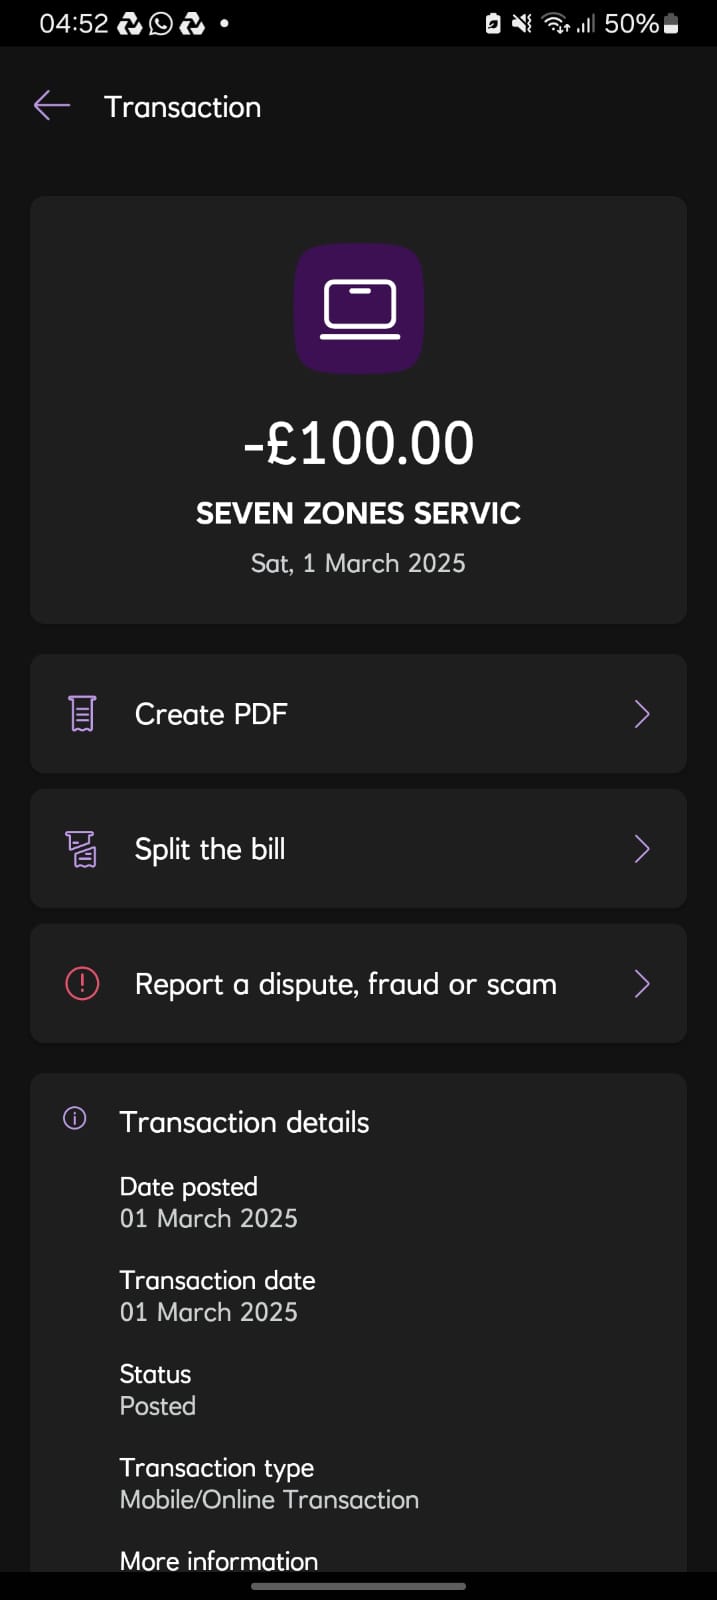 04:52
50%
Transaction
-£100.00
SEVEN ZONES SERVIC
Sat, 1 March 2025
Create PDF
Split the bill
Report a dispute, fraud or scam
Transaction details
Date posted
01 March 2025
Transaction date
01 March 2025
Status
Posted
Transaction type
Mobile/Online Transaction
More information